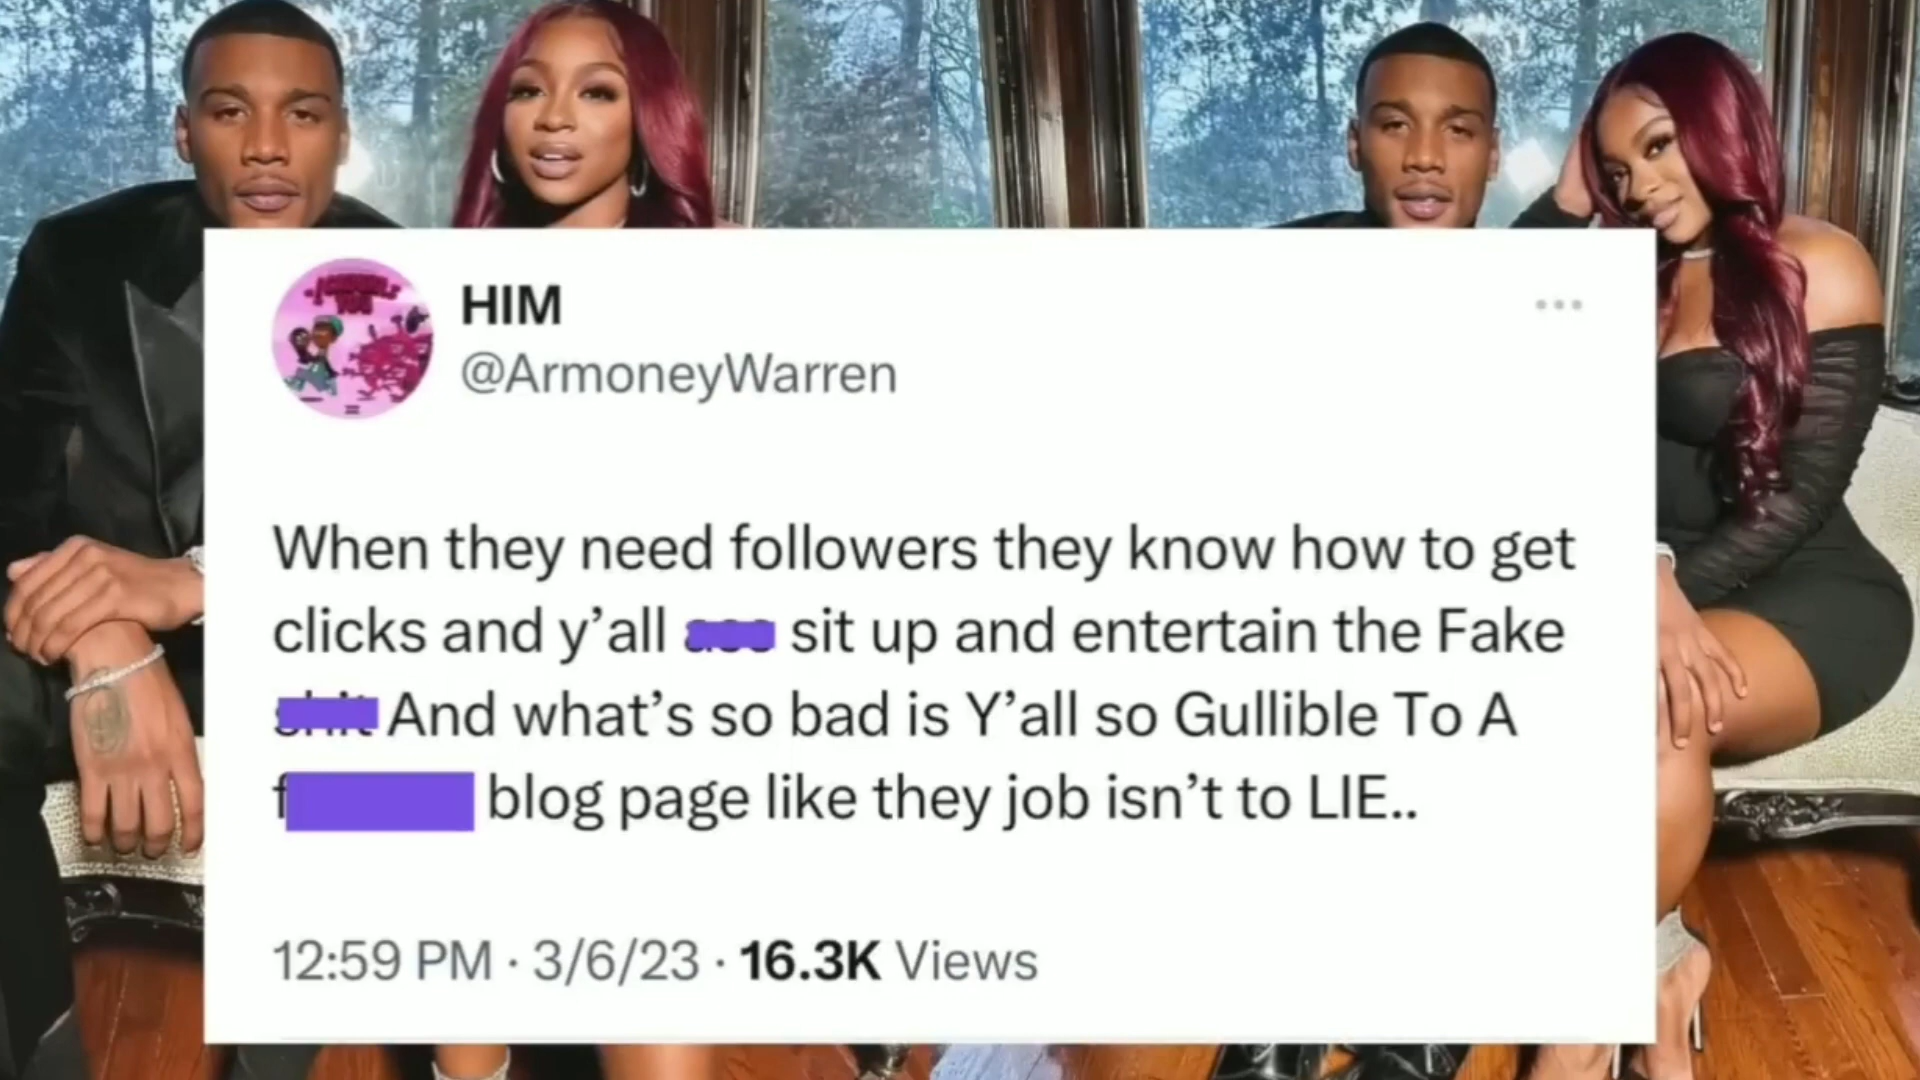 HIM
@ArmoneyWarren
When they need followers they know how to get
clicks and y’all sit up and entertain the Fake
And what’s so bad is Y’all so Gullible To A
blog page like they job isn’t to LIE..
12:59 PM · 3/6/23 · 16.3K Views